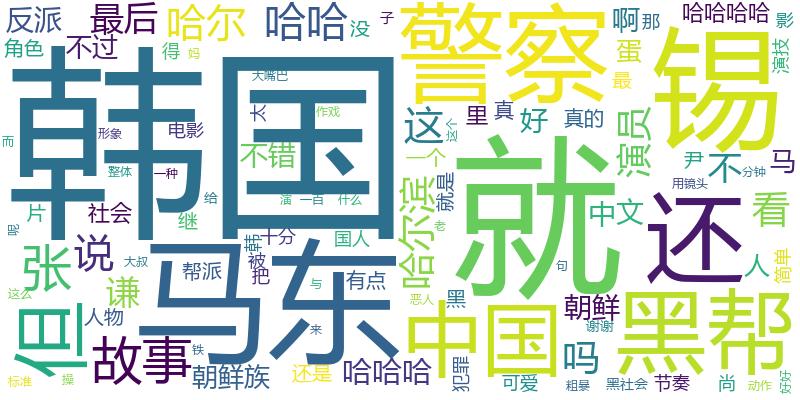 反派
最后
哈尔
哈哈
没
子
警察
啊
那
哈哈哈哈
影
角色
不过
得
妈
大嘴巴
蛋
最
锡
演技
韩国
太
作戏
这
这个
里
真
好
真的
演员
而
形象
电影
不错
一个
尹
不
马
整体
一种
演
一百
什么
就是
就
用镜头
分钟
片
社会
继
给
哈尔滨
中文
还
看
呢
张
说
马东
韩
十分
国人
老
人
简单
大叔
帮派
被
把
有点
句
这么
谦
与
恶人
黑
朝鲜
黑帮
但
人物
来
中国
谢谢
故事
铁
朝鲜族
还是
哈哈哈
犯罪
吗
标准
操
可爱
粗暴
黑社会
节奏
尚
动作
好好